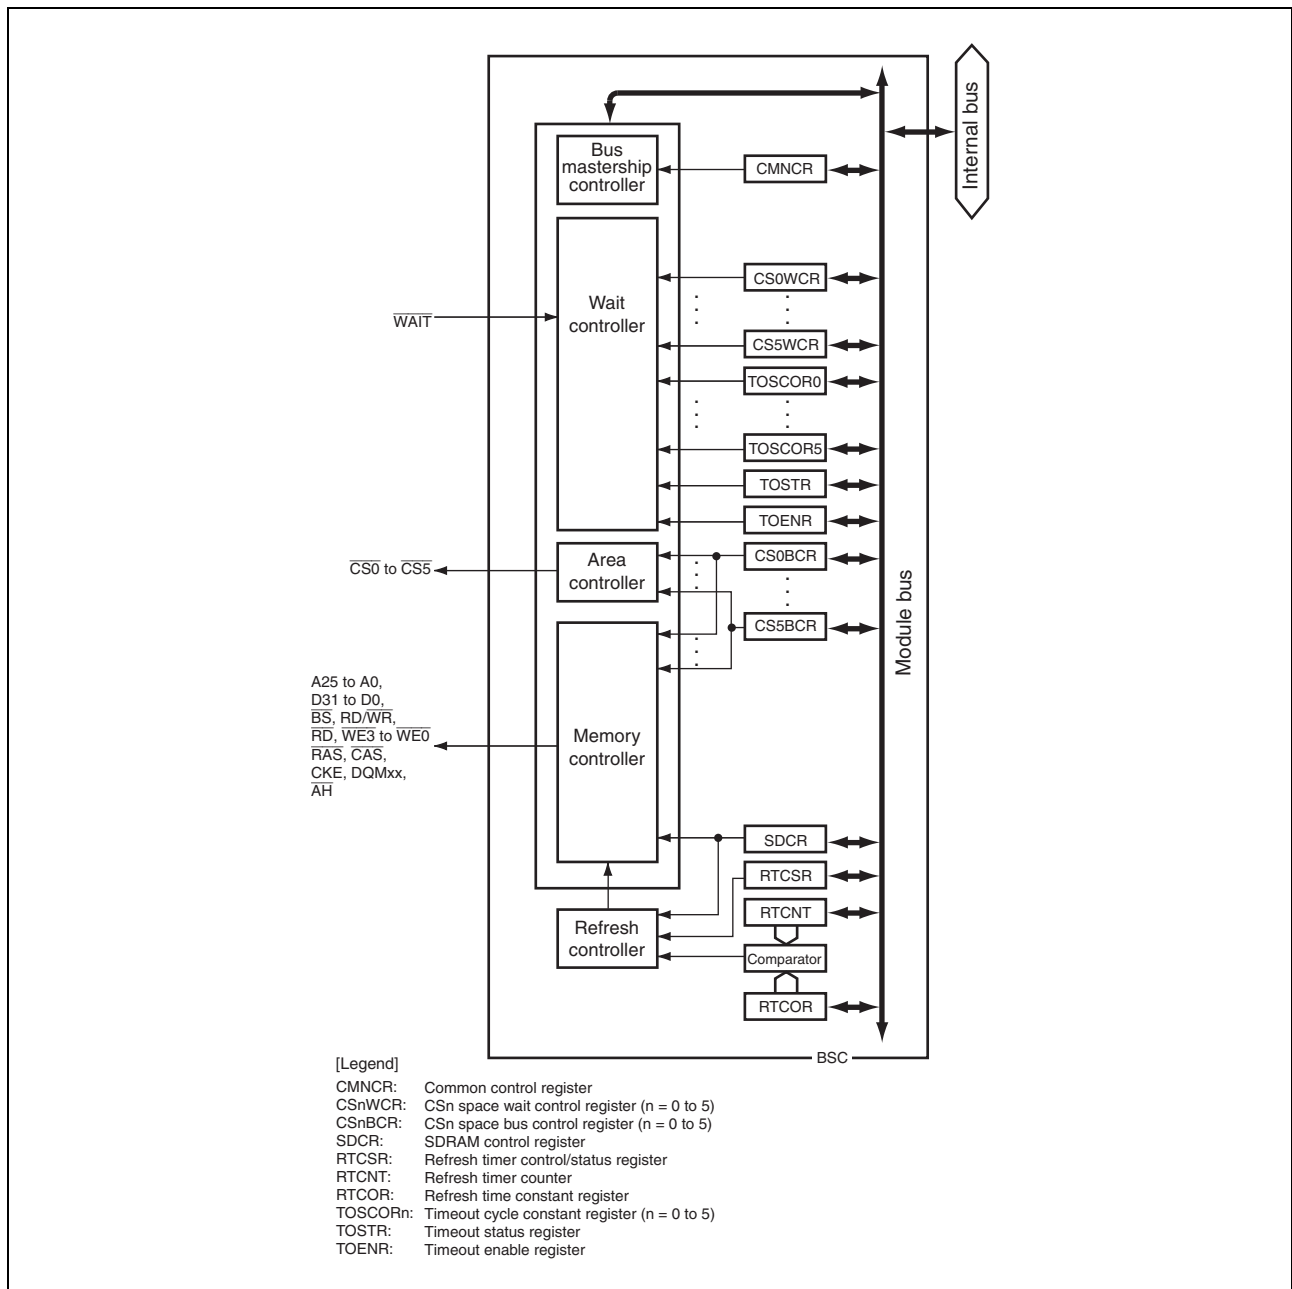 Internal bus
Bus
mastership
controller
CMNCR
Wait
controller
CS0WCR
WAIT
CS5WCR
TOSCOR0
TOSCOR5
TOSTR
TOENR
CS0 to CS5
Area
controller
CS0BCR
CS5BCR
Module bus
A25 to A0,
D31 to D0,
BS, RD/WR,
RD, WE3 to WE0
RAS, CAS,
CKE, DQMxx,
AH
Memory
controller
SDCR
RTCSR
RTCNT
Refresh
controller
Comparator
RTCOR
BSC
[Legend]
CMNCR: Common control register
CSnWCR: CSn space wait control register (n = 0 to 5)
CSnBCR: CSn space bus control register (n = 0 to 5)
SDCR: SDRAM control register
RTCSR: Refresh timer control/status register
RTCNT: Refresh timer counter
RTCOR: Refresh time constant register
TOSCORn: Timeout cycle constant register (n = 0 to 5)
TOSTR: Timeout status register
TOENR: Timeout enable register